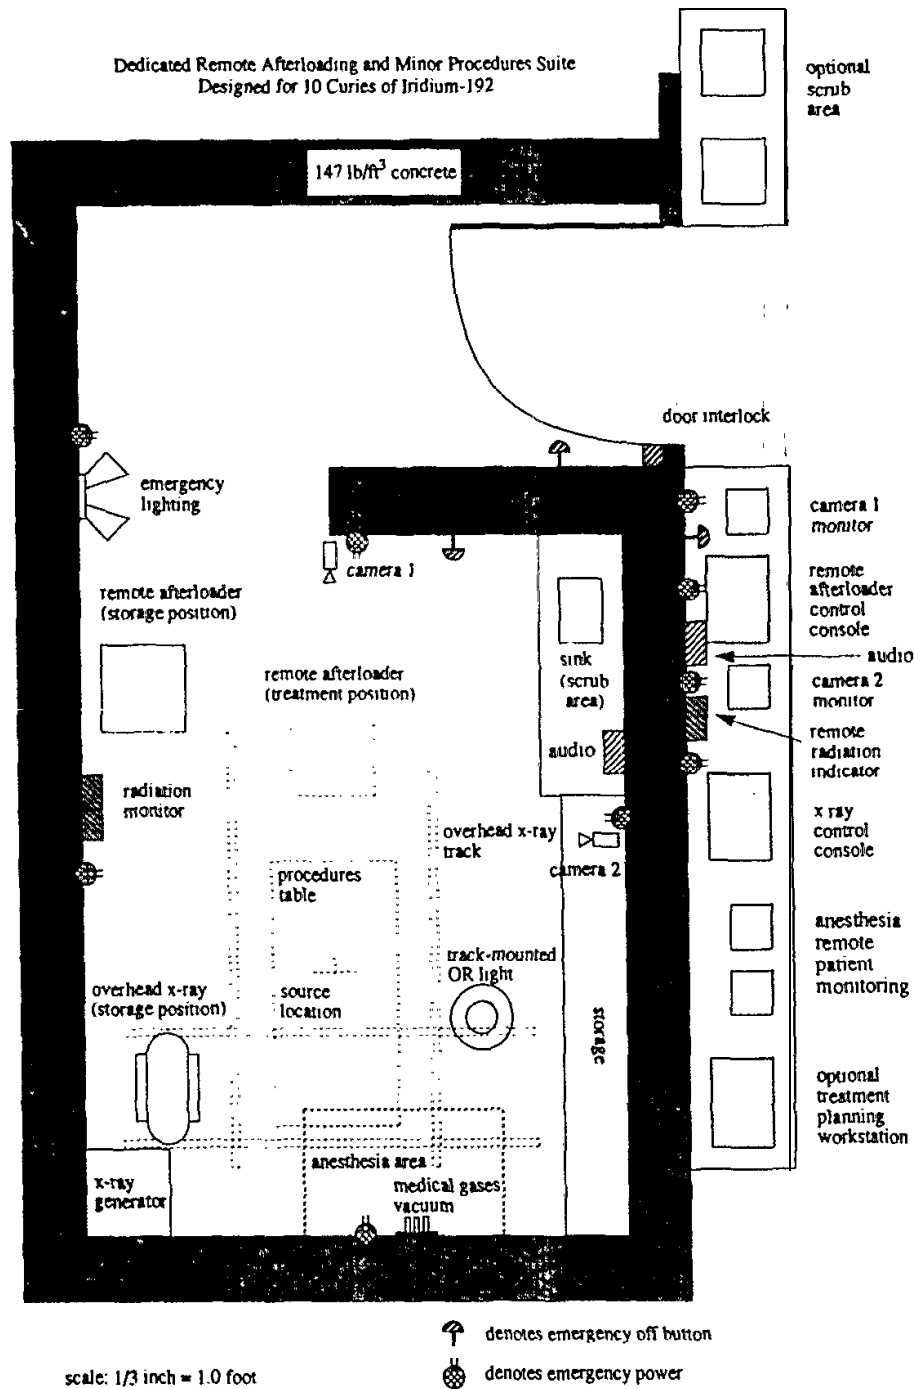 Dedicated Remote Afterloading and Minor Procedures Suite
Designed for 10 Curies of Iridium-192
optional
scrub
area
147 lb/ft³ concrete
door interlock
emergency
lighting
camera 1
camera 1
monitor
remote afterloader
(storage position)
remote
afterloader
control
console
remote afterloader
(treatment position)
sink
(scrub
area)
audio
camera 2
monitor
audio
remote
radiation
indicator
radiation
monitor
overhead x-ray
track
x ray
control
console
camera 2
procedures
table
anesthesia
remote
patient
monitoring
track-mounted
OR light
overhead x-ray
(storage position)
source
location
storage
optional
treatment
planning
workstation
anesthesia area
x-ray
generator
medical gases
vacuum
denotes emergency off button
denotes emergency power
scale: 1/3 inch = 1.0 foot